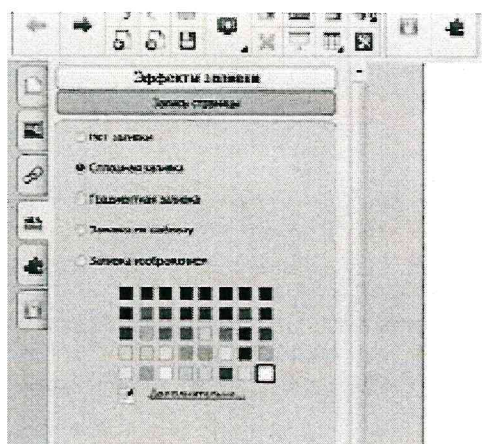 Эффекты заливки
Заливка страницы
Нет заливки
Сплошная заливка
Градиентная заливка
Заливка по шаблону
Заливка изображением
Дополнительно...